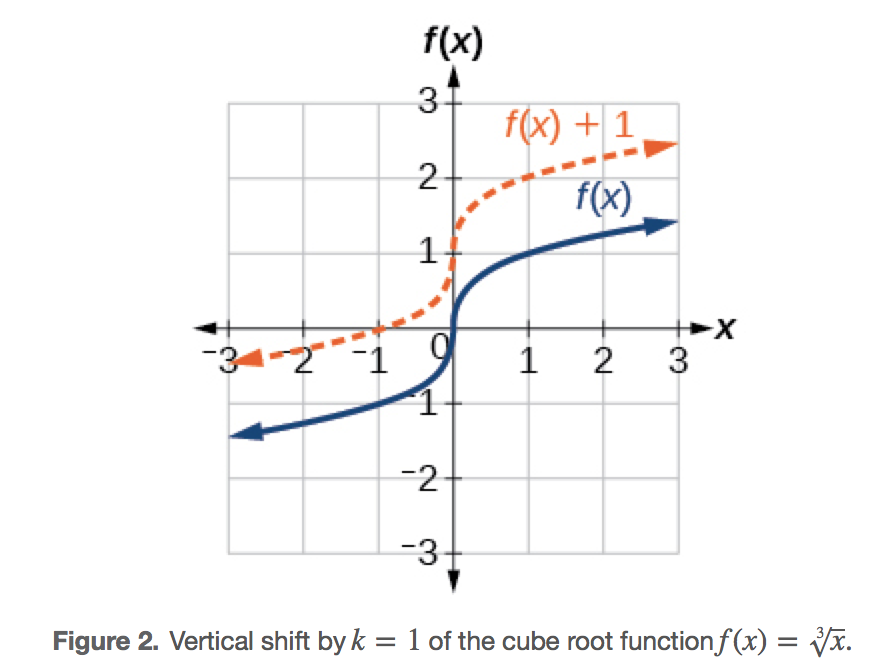 f(x)
3
f(x) + 1
2
f(x)
1
x
-3 -2 -1 0 1 2 3
-1
-2
-3
Figure 2. Vertical shift by k = 1 of the cube root function f(x) = ∛x.